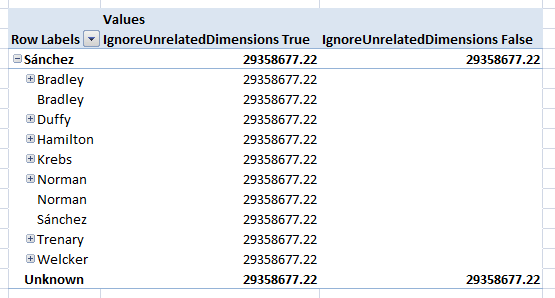 Values
Row Labels IgnoreUnrelatedDimensions True IgnoreUnrelatedDimensions False
Sánchez 29358677.22 29358677.22
Bradley 29358677.22
Bradley 29358677.22
Duffy 29358677.22
Hamilton 29358677.22
Krebs 29358677.22
Norman 29358677.22
Norman 29358677.22
Sánchez 29358677.22
Trenary 29358677.22
Welcker 29358677.22
Unknown 29358677.22 29358677.22